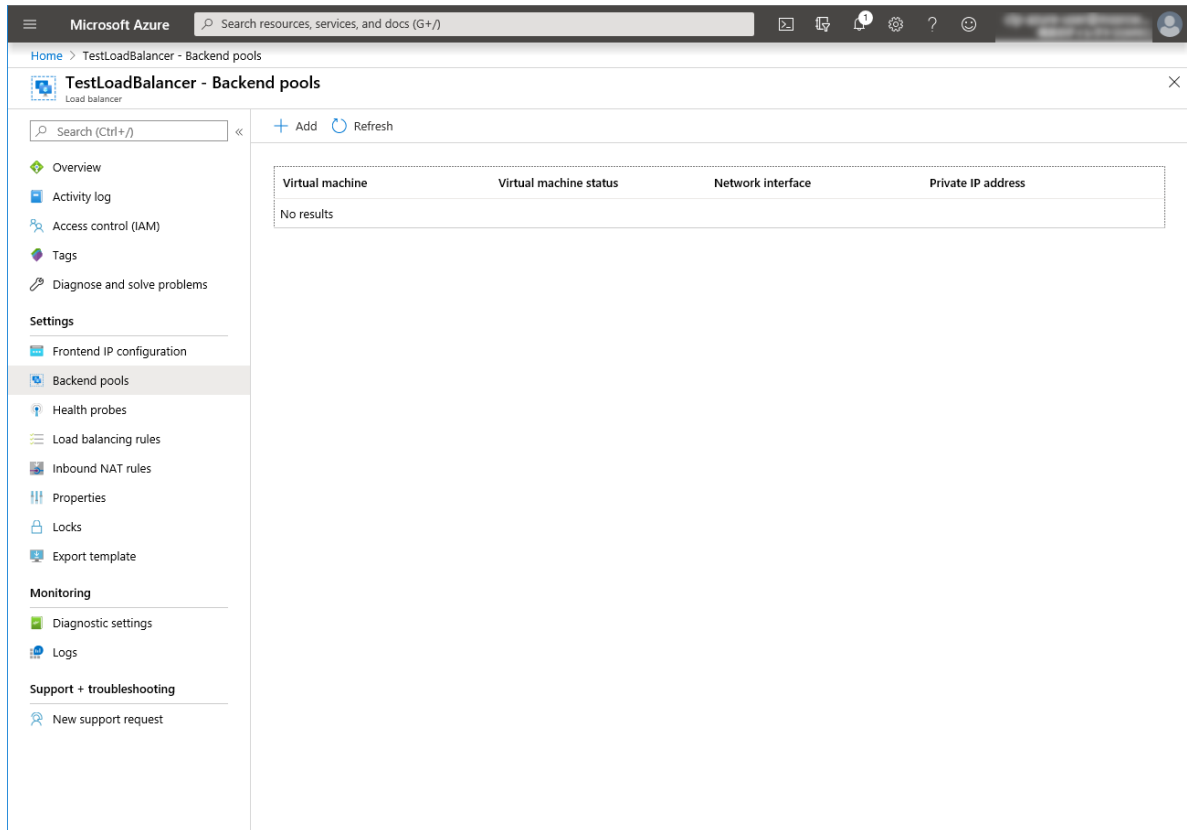 Microsoft Azure
Search resources, services, and docs (G+/)
1
Home > TestLoadBalancer - Backend pools
TestLoadBalancer - Backend pools
Load balancer
Search (Ctrl+/)
«
Add
Refresh
Overview
Activity log
Access control (IAM)
Tags
Diagnose and solve problems
Settings
Frontend IP configuration
Backend pools
Health probes
Load balancing rules
Inbound NAT rules
Properties
Locks
Export template
Monitoring
Diagnostic settings
Logs
Support + troubleshooting
New support request
Virtual machine Virtual machine status Network interface Private IP address
No results